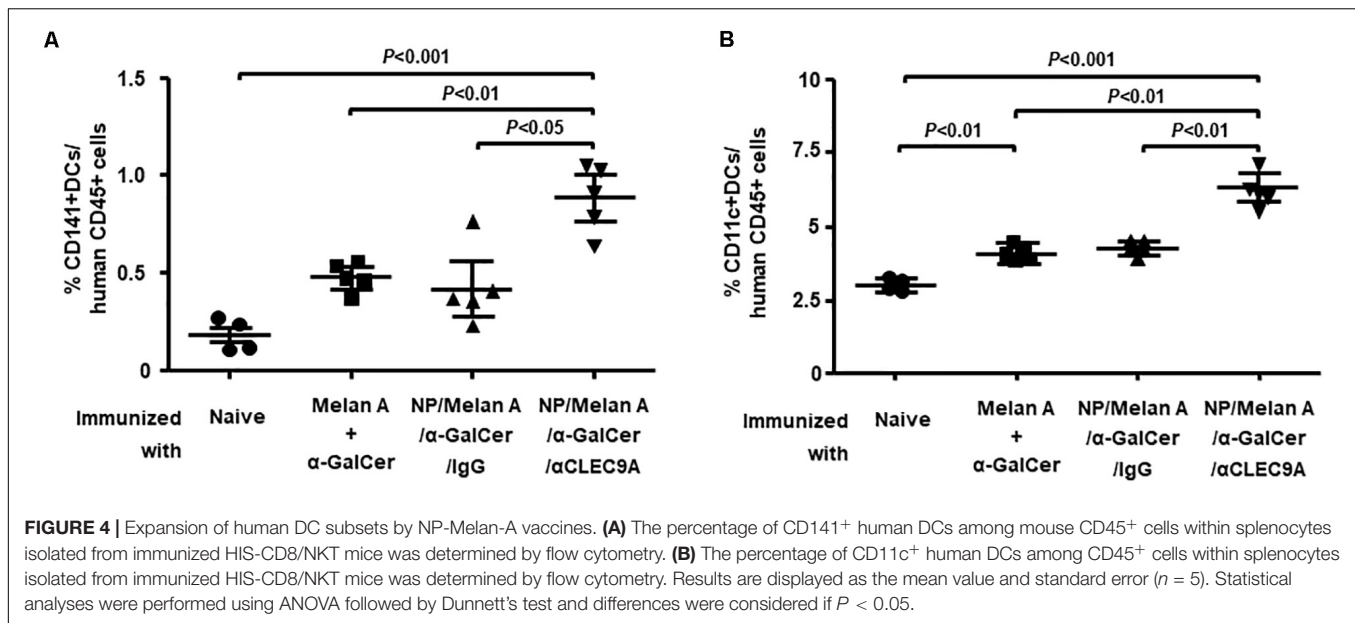 A
P<0.001
P<0.01
P<0.05
% CD141+DCs/
human CD45+ cells
1.5
1.0
0.5
0
Immunized
with
Naive
Melan A
+
α-GalCer
NP/Melan A
/α-GalCer
/IgG
NP/Melan A
/α-GalCer
/αCLEC9A
B
P<0.001
P<0.01
P<0.01
P<0.01
% CD11c+DCs/
human CD45+ cells
10
7.5
5
2.5
0
Immunized
with
Naive
Melan A
+
α-GalCer
NP/Melan A
/α-GalCer
/IgG
NP/Melan A
/α-GalCer
/αCLEC9A
FIGURE 4 | Expansion of human DC subsets by NP-Melan-A vaccines. (A) The percentage of CD141⁺ human DCs among mouse CD45⁺ cells within splenocytes
isolated from immunized HIS-CD8/NKT mice was determined by flow cytometry. (B) The percentage of CD11c⁺ human DCs among CD45⁺ cells within splenocytes
isolated from immunized HIS-CD8/NKT mice was determined by flow cytometry. Results are displayed as the mean value and standard error (n = 5). Statistical
analyses were performed using ANOVA followed by Dunnett's test and differences were considered if P < 0.05.